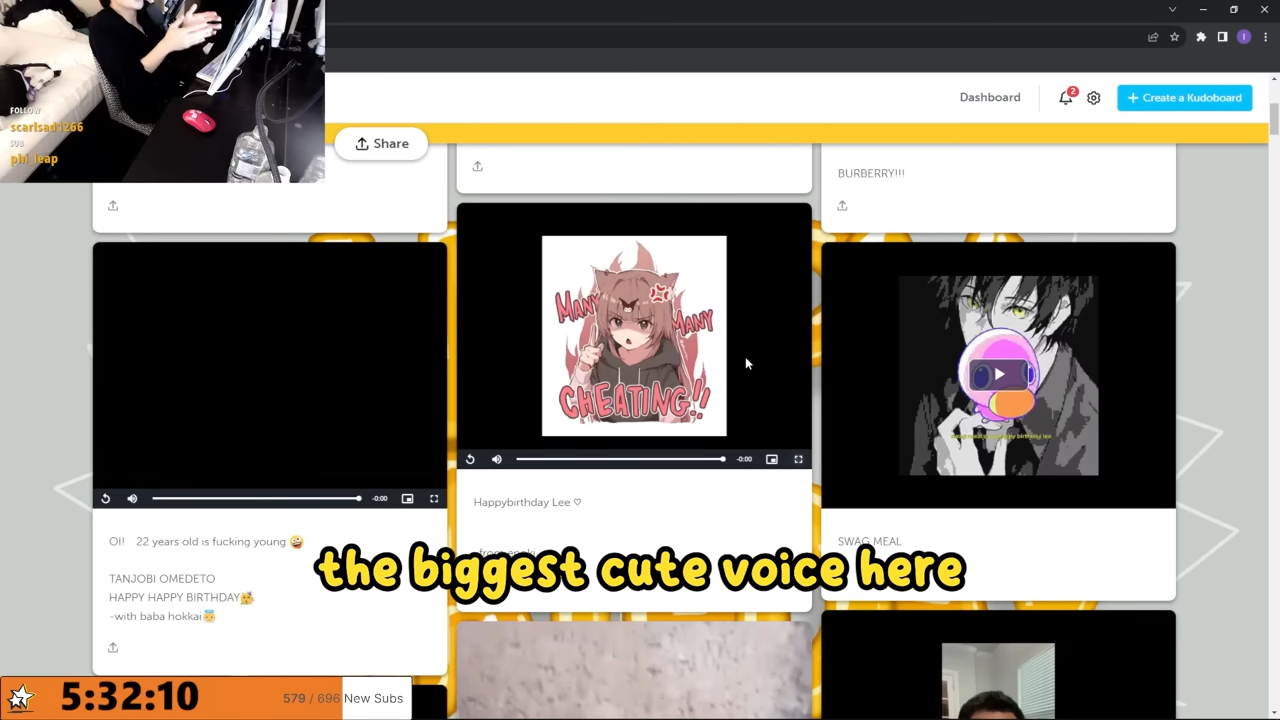 FOLLOW
scarlsad1266
SUB
phi_leap
Dashboard
2
+ Create a Kudoboard
Share
BURBERRY!!!
MANY
MANY
CHEATING!!
-0:00
-0:00
OI! 22 years old is fucking young 🤪
TANJOBI OMEDETO
HAPPY HAPPY BIRTHDAY🥳
-with baba hokkai😇
Happybirthday Lee ♡
SWAG MEAL
the biggest cute voice here
5:32:10
579 / 696 New Subs